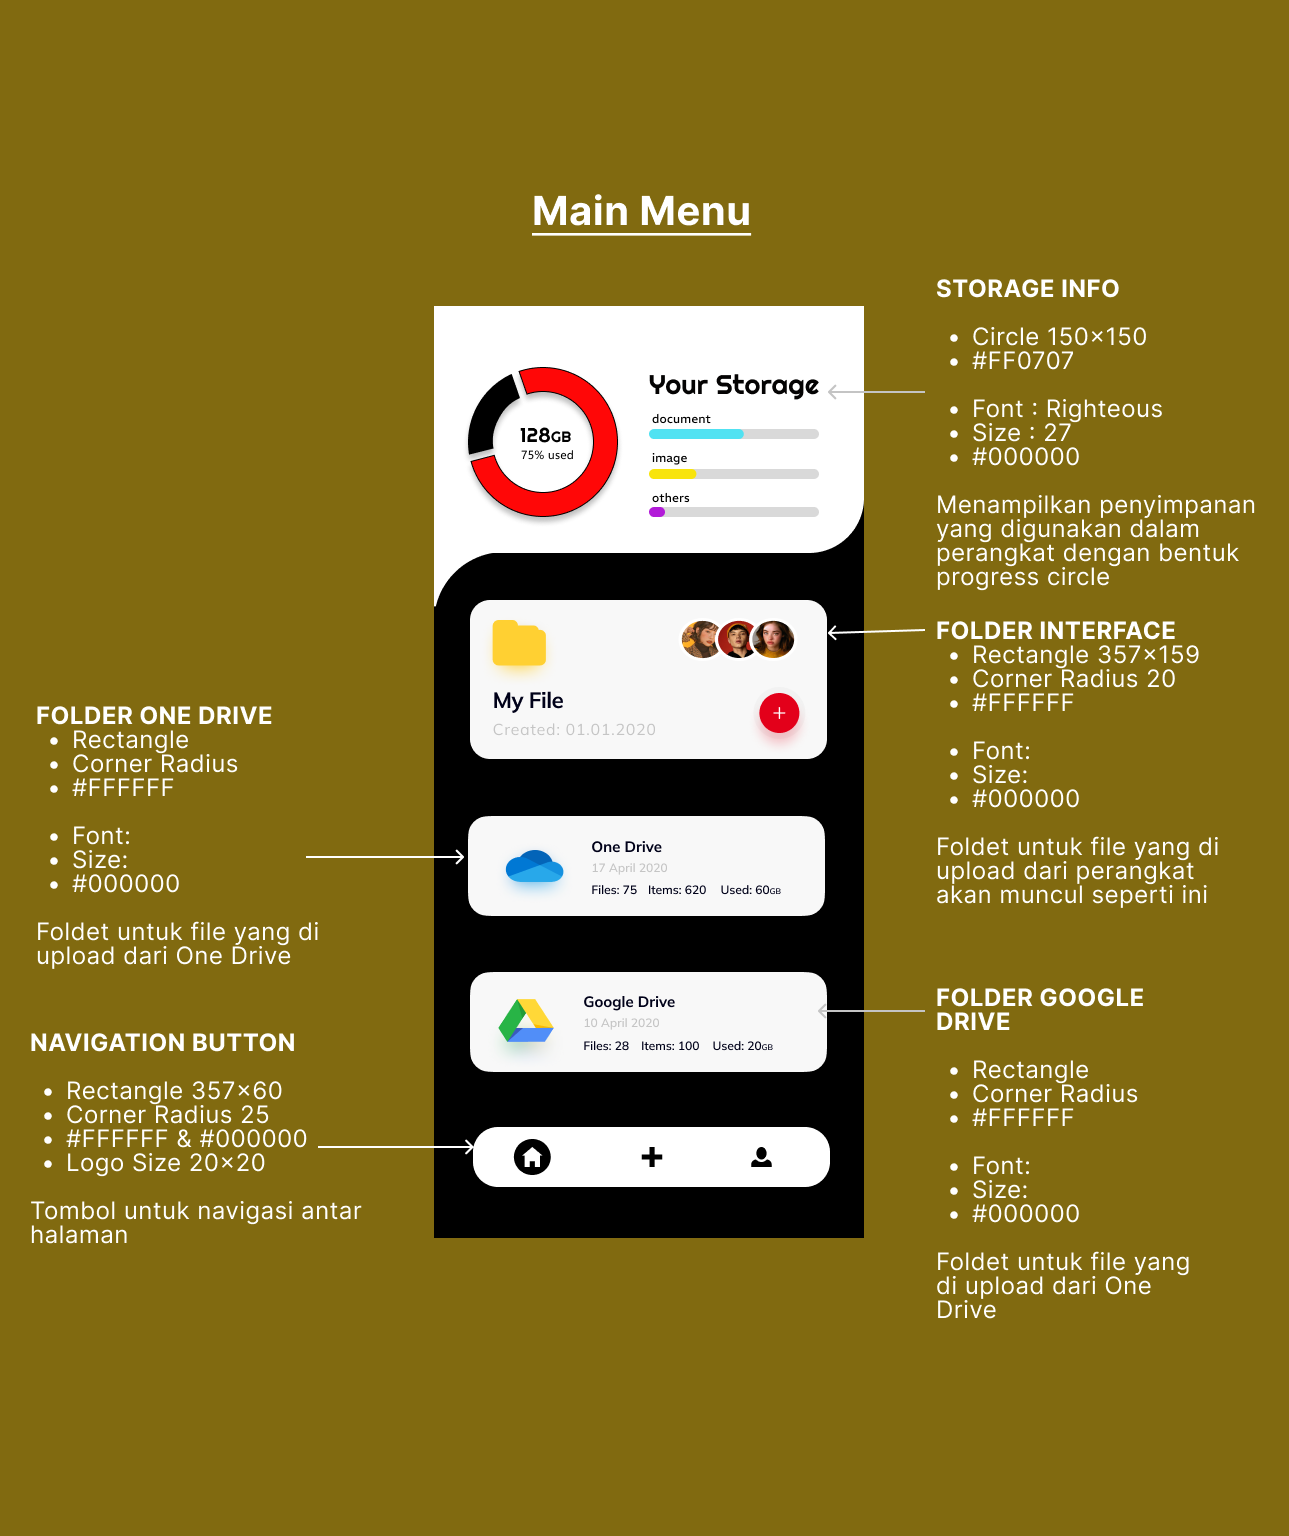 Main Menu
STORAGE INFO
• Circle 150×150
• #FF0707
• Font : Righteous
• Size : 27
• #000000
Menampilkan penyimpanan
yang digunakan dalam
perangkat dengan bentuk
progress circle
Your Storage
document
image
others
128GB
75% used
FOLDER INTERFACE
• Rectangle 357×159
• Corner Radius 20
• #FFFFFF
• Font:
• Size:
• #000000
Foldet untuk file yang di
upload dari perangkat
akan muncul seperti ini
My File
Created: 01.01.2020
+
FOLDER ONE DRIVE
• Rectangle
• Corner Radius
• #FFFFFF
• Font:
• Size:
• #000000
Foldet untuk file yang di
upload dari One Drive
One Drive
17 April 2020
Files: 75 Items: 620 Used: 60GB
FOLDER GOOGLE
DRIVE
• Rectangle
• Corner Radius
• #FFFFFF
• Font:
• Size:
• #000000
Foldet untuk file yang
di upload dari One
Drive
Google Drive
10 April 2020
Files: 28 Items: 100 Used: 20GB
NAVIGATION BUTTON
• Rectangle 357×60
• Corner Radius 25
• #FFFFFF & #000000
• Logo Size 20×20
Tombol untuk navigasi antar
halaman